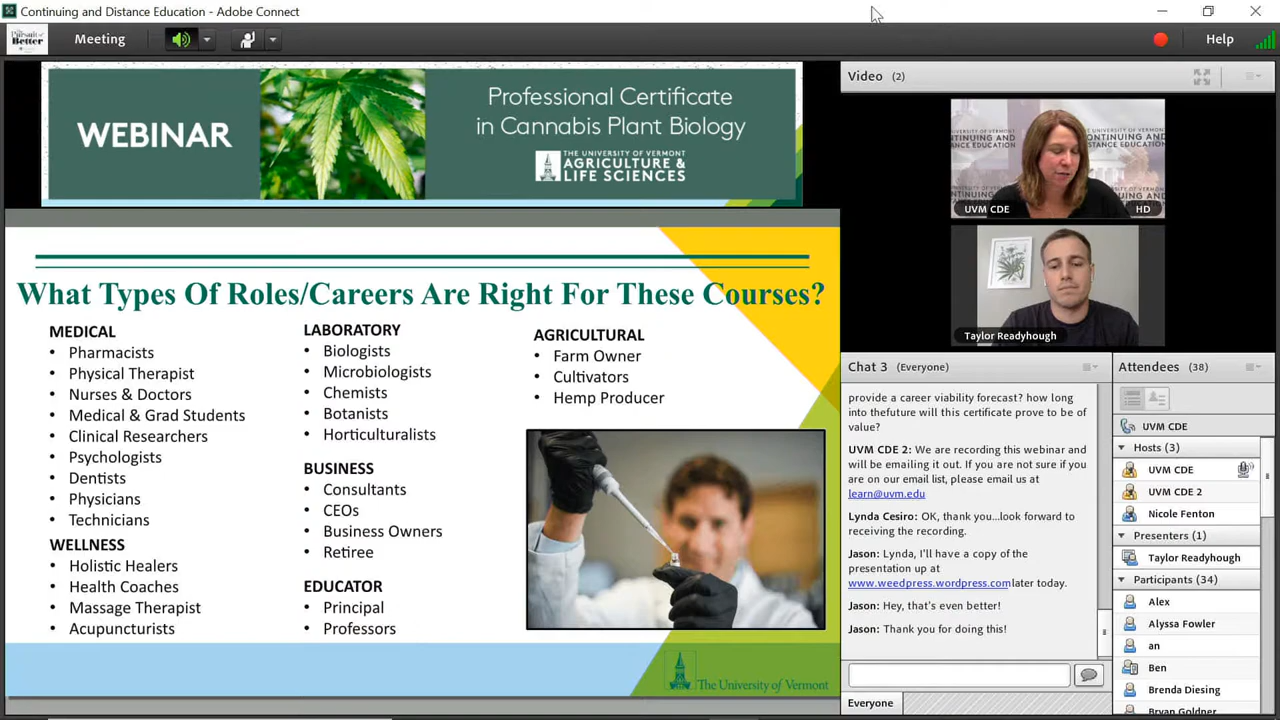 Continuing and Distance Education - Adobe Connect
Pursuit
Better
Meeting
Help
WEBINAR
Professional Certificate
in Cannabis Plant Biology
THE UNIVERSITY OF VERMONT
AGRICULTURE &
LIFE SCIENCES
What Types Of Roles/Careers Are Right For These Courses?
MEDICAL
• Pharmacists
• Physical Therapist
• Nurses & Doctors
• Medical & Grad Students
• Clinical Researchers
• Psychologists
• Dentists
• Physicians
• Technicians
WELLNESS
• Holistic Healers
• Health Coaches
• Massage Therapist
• Acupuncturists
LABORATORY
• Biologists
• Microbiologists
• Chemists
• Botanists
• Horticulturalists
BUSINESS
• Consultants
• CEOs
• Business Owners
• Retiree
EDUCATOR
• Principal
• Professors
AGRICULTURAL
• Farm Owner
• Cultivators
• Hemp Producer
The University of Vermont
Video (2)
UVM CDE
HD
Taylor Readyhough
Chat 3 (Everyone)
provide a career viability forecast? how long
into thefuture will this certificate prove to be of
value?
UVM CDE 2: We are recording this webinar and
will be emailing it out. If you are not sure if you
are on our email list, please email us at
learn@uvm.edu
Lynda Cesiro: OK, thank you...look forward to
receiving the recording.
Jason: Lynda, I'll have a copy of the
presentation up at
www.weedpress.wordpress.comlater today.
Jason: Hey, that's even better!
Jason: Thank you for doing this!
Everyone
Attendees (38)
UVM CDE
Hosts (3)
UVM CDE
UVM CDE 2
Nicole Fenton
Presenters (1)
Taylor Readyhough
Participants (34)
Alex
Alyssa Fowler
an
Ben
Brenda Diesing
Bryan Goldner